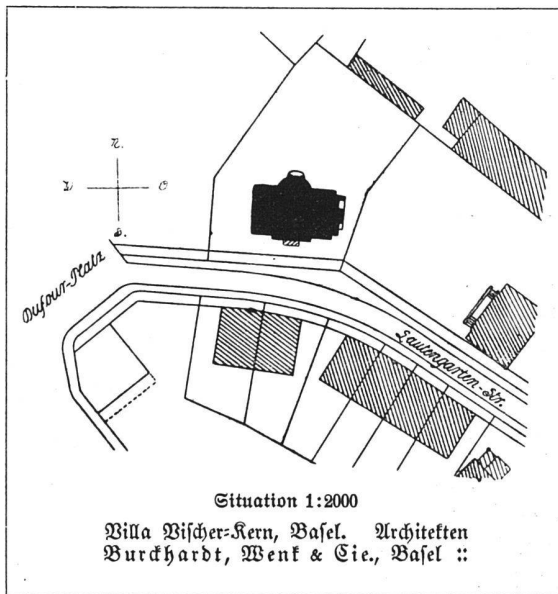 N.
W O
S.
Dufour-Platz
Lautengarten-Str.
Situation 1:2000
Villa Vischer-Kern, Basel. Architekten
Burckhardt, Wenk & Cie., Basel ::